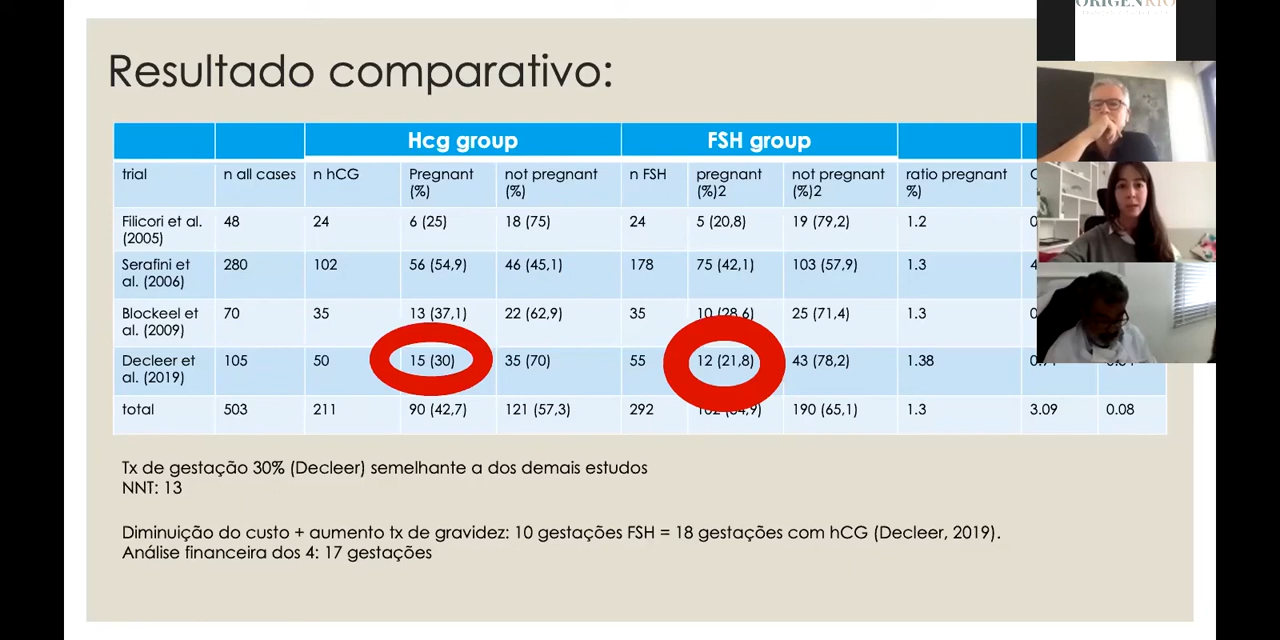 ORIGENRIO
Resultado comparativo:
Hcg group FSH group
trial n all cases n hCG Pregnant (%) not pregnant (%) n FSH pregnant (%)2 not pregnant (%)2 ratio pregnant %)
Filicori et al. (2005) 48 24 6 (25) 18 (75) 24 5 (20,8) 19 (79,2) 1.2
Serafini et al. (2006) 280 102 56 (54,9) 46 (45,1) 178 75 (42,1) 103 (57,9) 1.3
Blockeel et al. (2009) 70 35 13 (37,1) 22 (62,9) 35 10 (28,6) 25 (71,4) 1.3
Decleer et al. (2019) 105 50 15 (30) 35 (70) 55 12 (21,8) 43 (78,2) 1.38
total 503 211 90 (42,7) 121 (57,3) 292 102 (34,9) 190 (65,1) 1.3 3.09 0.08
Tx de gestação 30% (Decleer) semelhante a dos demais estudos
NNT: 13
Diminuição do custo + aumento tx de gravidez: 10 gestações FSH = 18 gestações com hCG (Decleer, 2019).
Análise financeira dos 4: 17 gestações